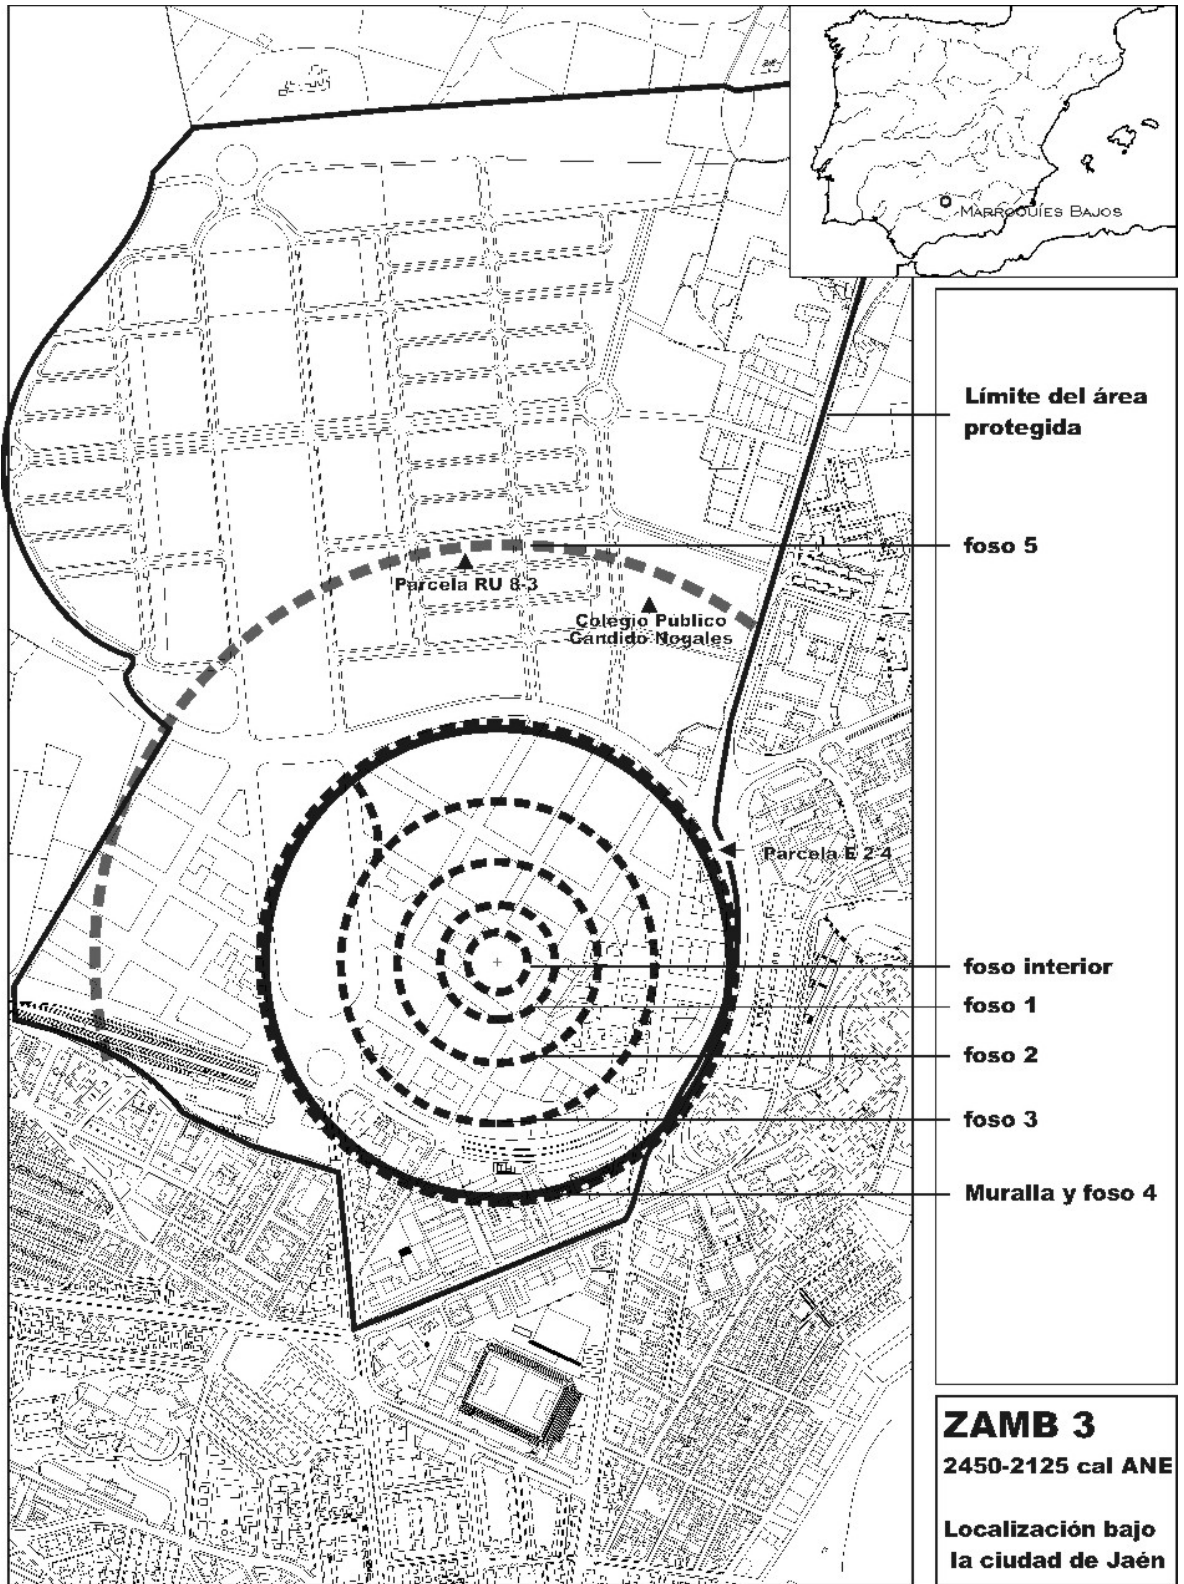 MARROQUÍES BAJOS
Límite del área
protegida
foso 5
Parcela RU 8-3
Colegio Público
Cándido Nogales
Parcela E 2-4
foso interior
foso 1
foso 2
foso 3
Muralla y foso 4
ZAMB 3
2450-2125 cal ANE
Localización bajo
la ciudad de Jaén